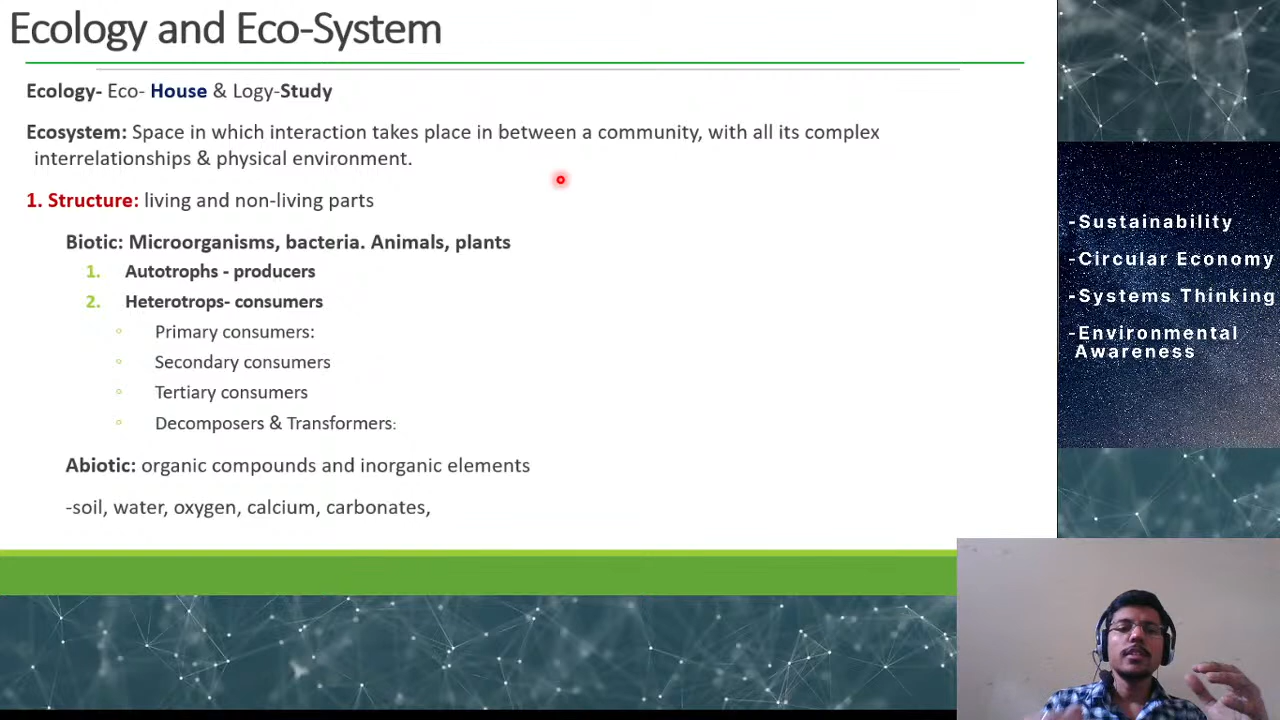 Ecology and Eco-System
Ecology- Eco- House & Logy-Study
Ecosystem: Space in which interaction takes place in between a community, with all its complex
interrelationships & physical environment.
1. Structure: living and non-living parts
Biotic: Microorganisms, bacteria. Animals, plants
1. Autotrophs - producers
2. Heterotrops- consumers
◦ Primary consumers:
◦ Secondary consumers
◦ Tertiary consumers
◦ Decomposers & Transformers:
Abiotic: organic compounds and inorganic elements
-soil, water, oxygen, calcium, carbonates,
-Sustainability
-Circular Economy
-Systems Thinking
-Environmental
Awareness